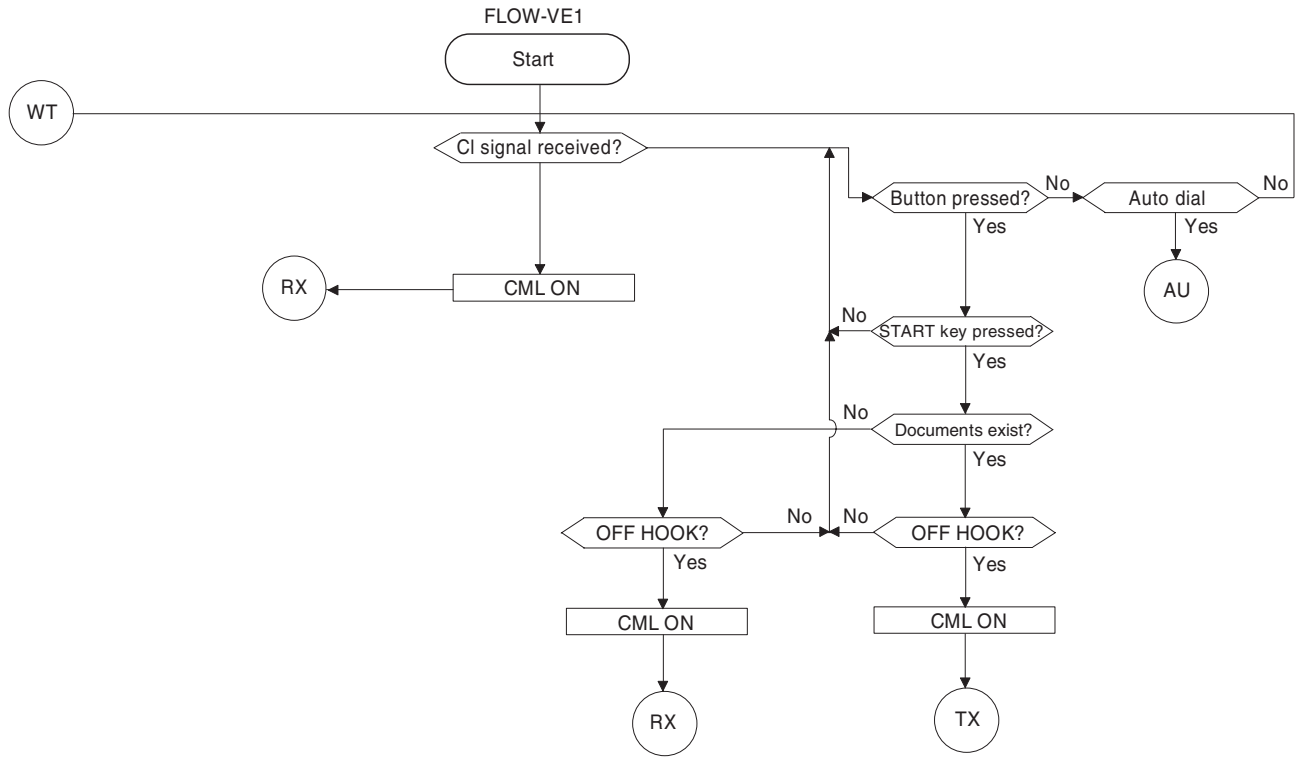 FLOW-VE1
Start
WT
CI signal received?
Button pressed?
No
Auto dial
No
Yes
Yes
RX
CML ON
AU
No
START key pressed?
Yes
No
Documents exist?
Yes
OFF HOOK?
No
No
OFF HOOK?
Yes
Yes
CML ON
CML ON
RX
TX